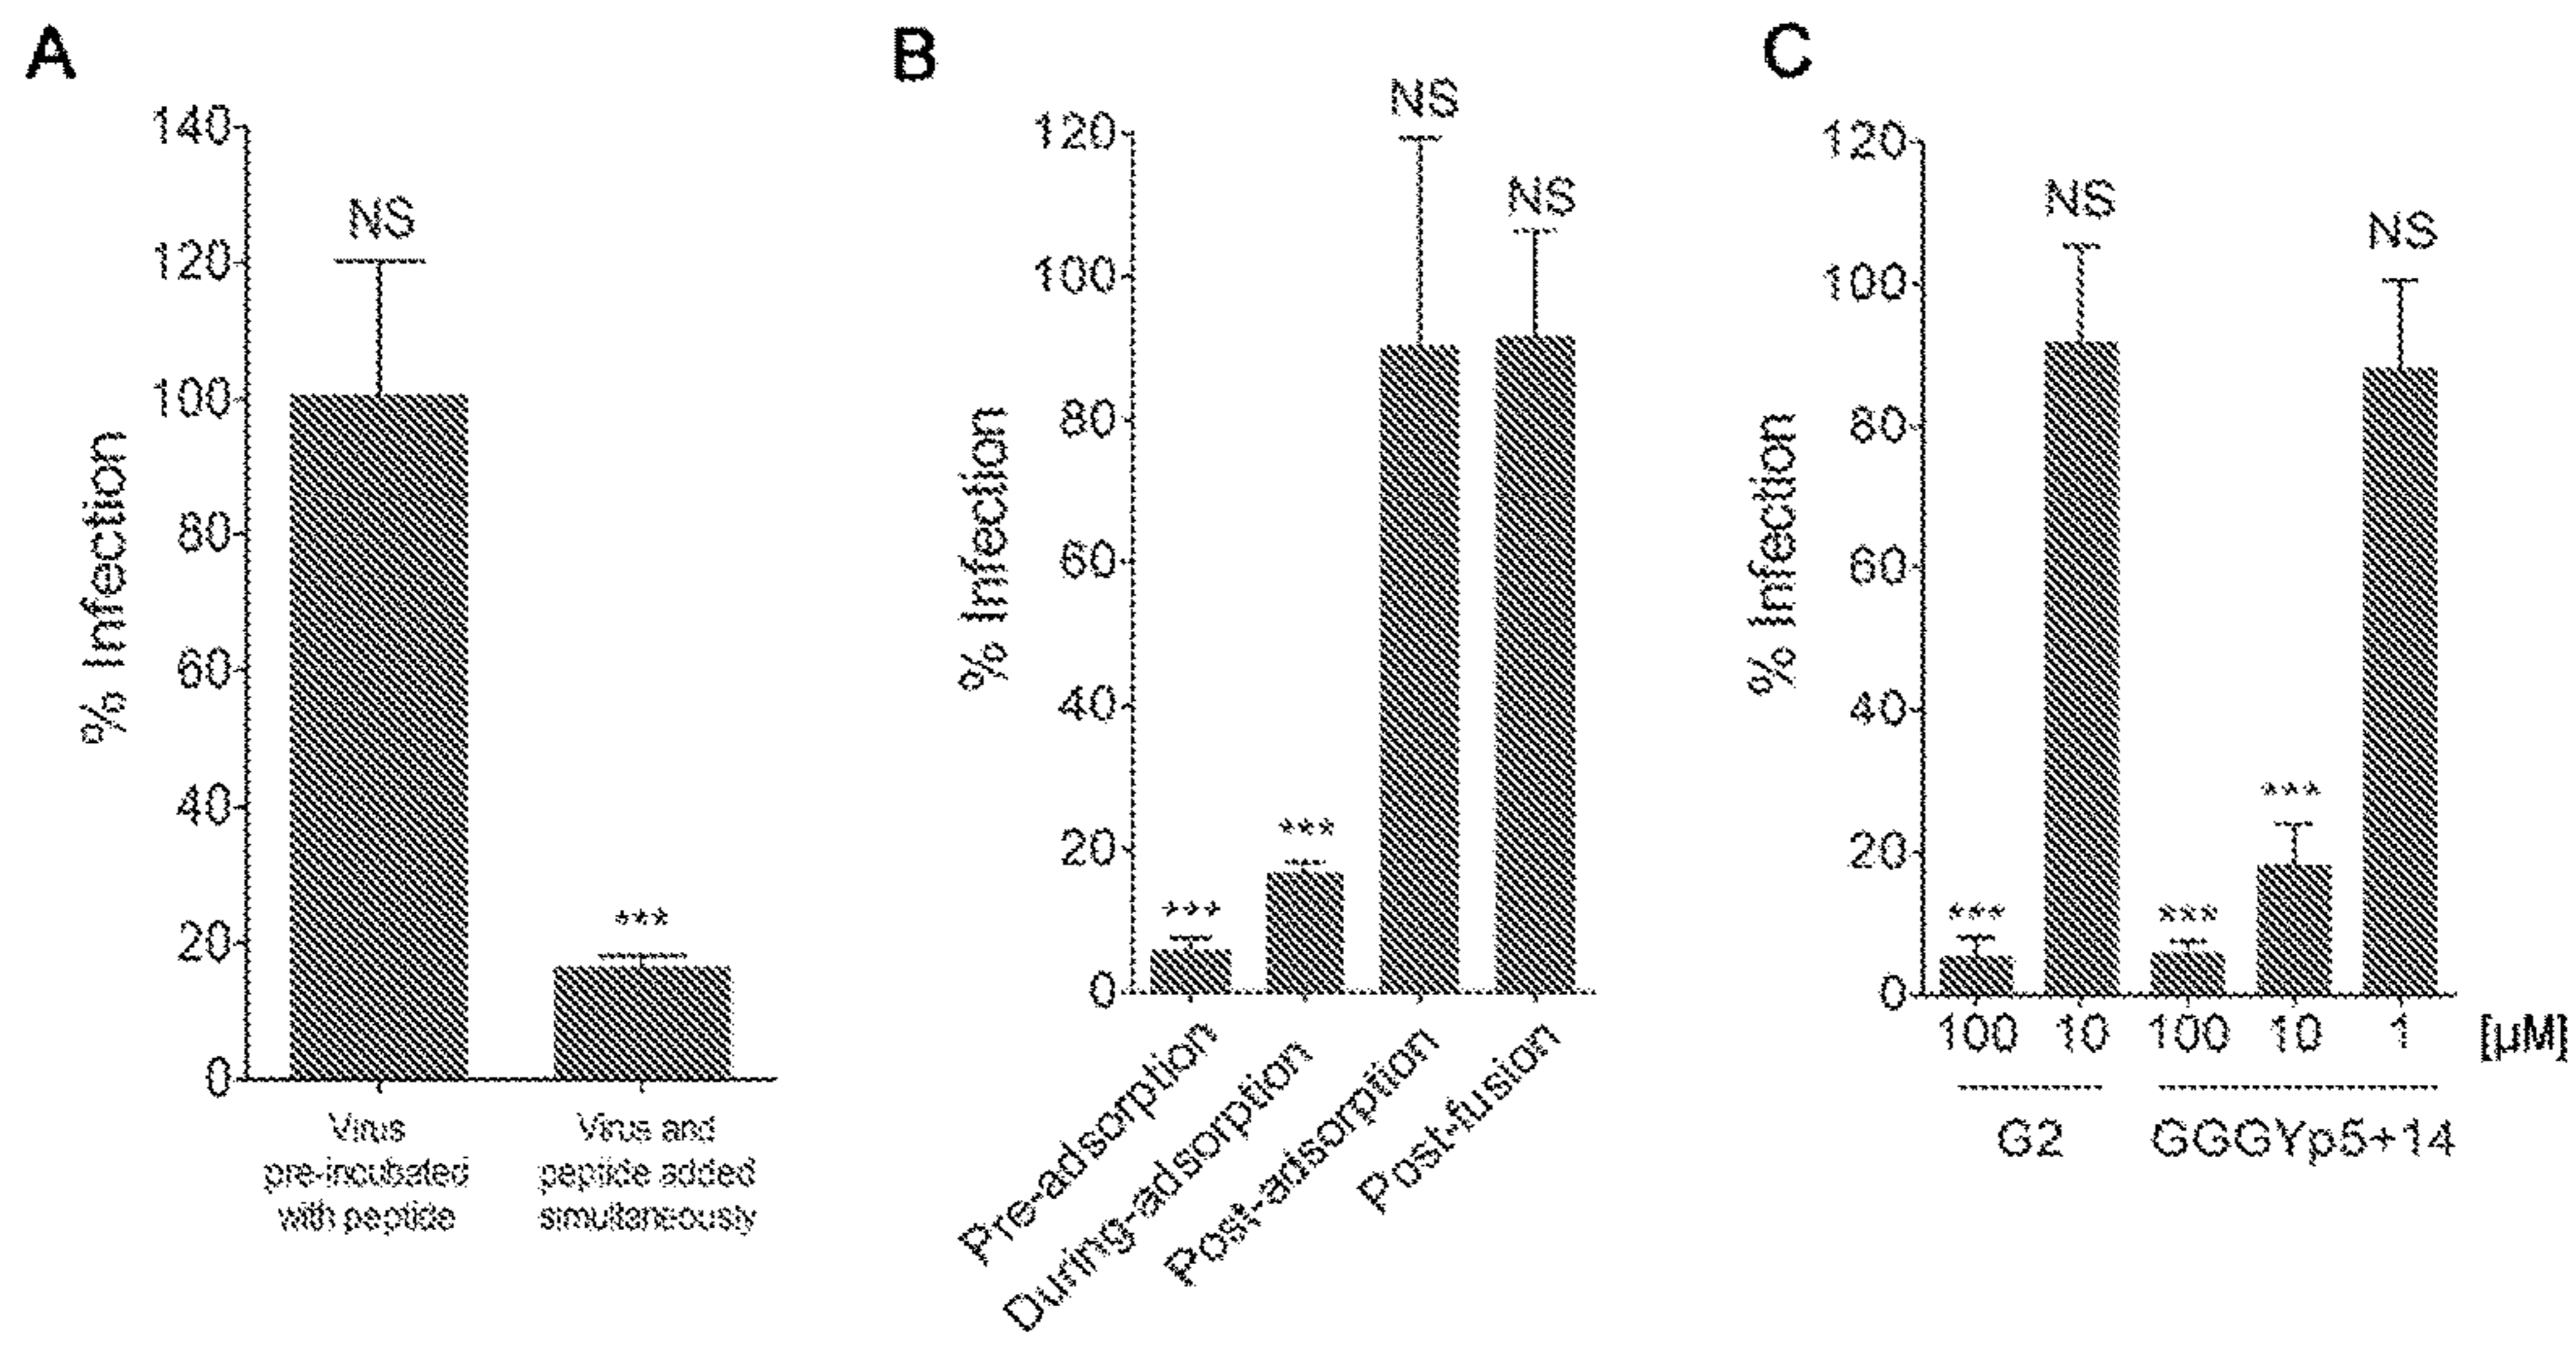 A
140
120
100
80
60
40
20
0
% Infection
NS
***
Virus
pre-incubated
with peptide
Virus and
peptide added
simultaneously
B
120
100
80
60
40
20
0
% Infection
***
***
NS
NS
Pre-adsorption
During-adsorption
Post-adsorption
Post-fusion
C
120
100
80
60
40
20
0
% Infection
***
NS
***
***
NS
100 10 100 10 1 [µM]
G2 GGGYp5+14